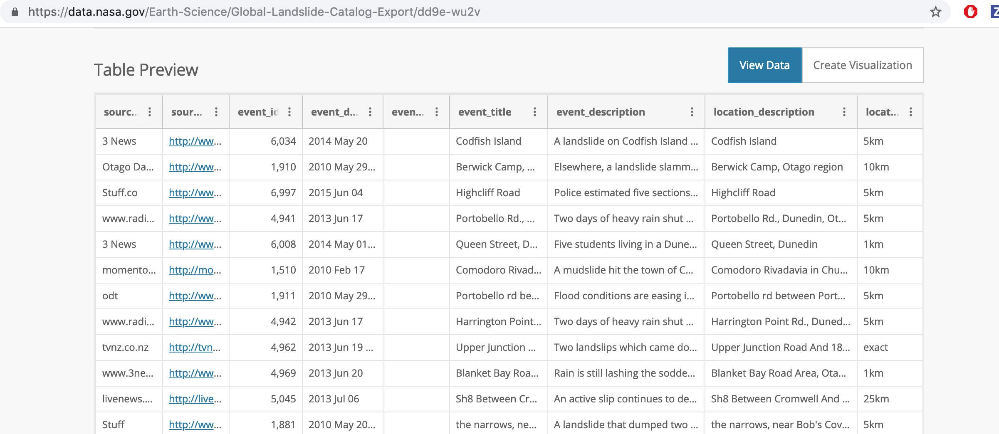 https://data.nasa.gov/Earth-Science/Global-Landslide-Catalog-Export/dd9e-wu2v
Table Preview
View Data
Create Visualization
sourc... sour... event_id event_d... even... event_title event_description location_description locat...
3 News http://ww... 6,034 2014 May 20 Codfish Island A landslide on Codfish Island ... Codfish Island 5km
Otago Da... http://ww... 1,910 2010 May 29... Berwick Camp, ... Elsewhere, a landslide slamm... Berwick Camp, Otago region 10km
Stuff.co http://ww... 6,997 2015 Jun 04 Highcliff Road Police estimated five sections... Highcliff Road 5km
www.radi... http://ww... 4,941 2013 Jun 17 Portobello Rd., ... Two days of heavy rain shut ... Portobello Rd., Dunedin, Ot... 5km
3 News http://ww... 6,008 2014 May 01... Queen Street, D... Five students living in a Dune... Queen Street, Dunedin 1km
momento... http://mo... 1,510 2010 Feb 17 Comodoro Rivad... A mudslide hit the town of C... Comodoro Rivadavia in Chu... 10km
odt http://ww... 1,911 2010 May 29... Portobello rd be... Flood conditions are easing i... Portobello rd between Port... 5km
www.radi... http://ww... 4,942 2013 Jun 17 Harrington Point... Two days of heavy rain shut ... Harrington Point Rd., Duned... 5km
tvnz.co.nz http://tvn... 4,962 2013 Jun 19 ... Upper Junction ... Two landslips which came do... Upper Junction Road And 18... exact
www.3ne... http://ww... 4,969 2013 Jun 20 Blanket Bay Roa... Rain is still lashing the sodde... Blanket Bay Road Area, Ota... 1km
livenews.... http://live... 5,045 2013 Jul 06 Sh8 Between Cr... An active slip continues to de... Sh8 Between Cromwell And ... 25km
Stuff http://ww... 1,881 2010 May 20... the narrows, ne... A landslide that dumped two ... the narrows, near Bob's Cov... 5km